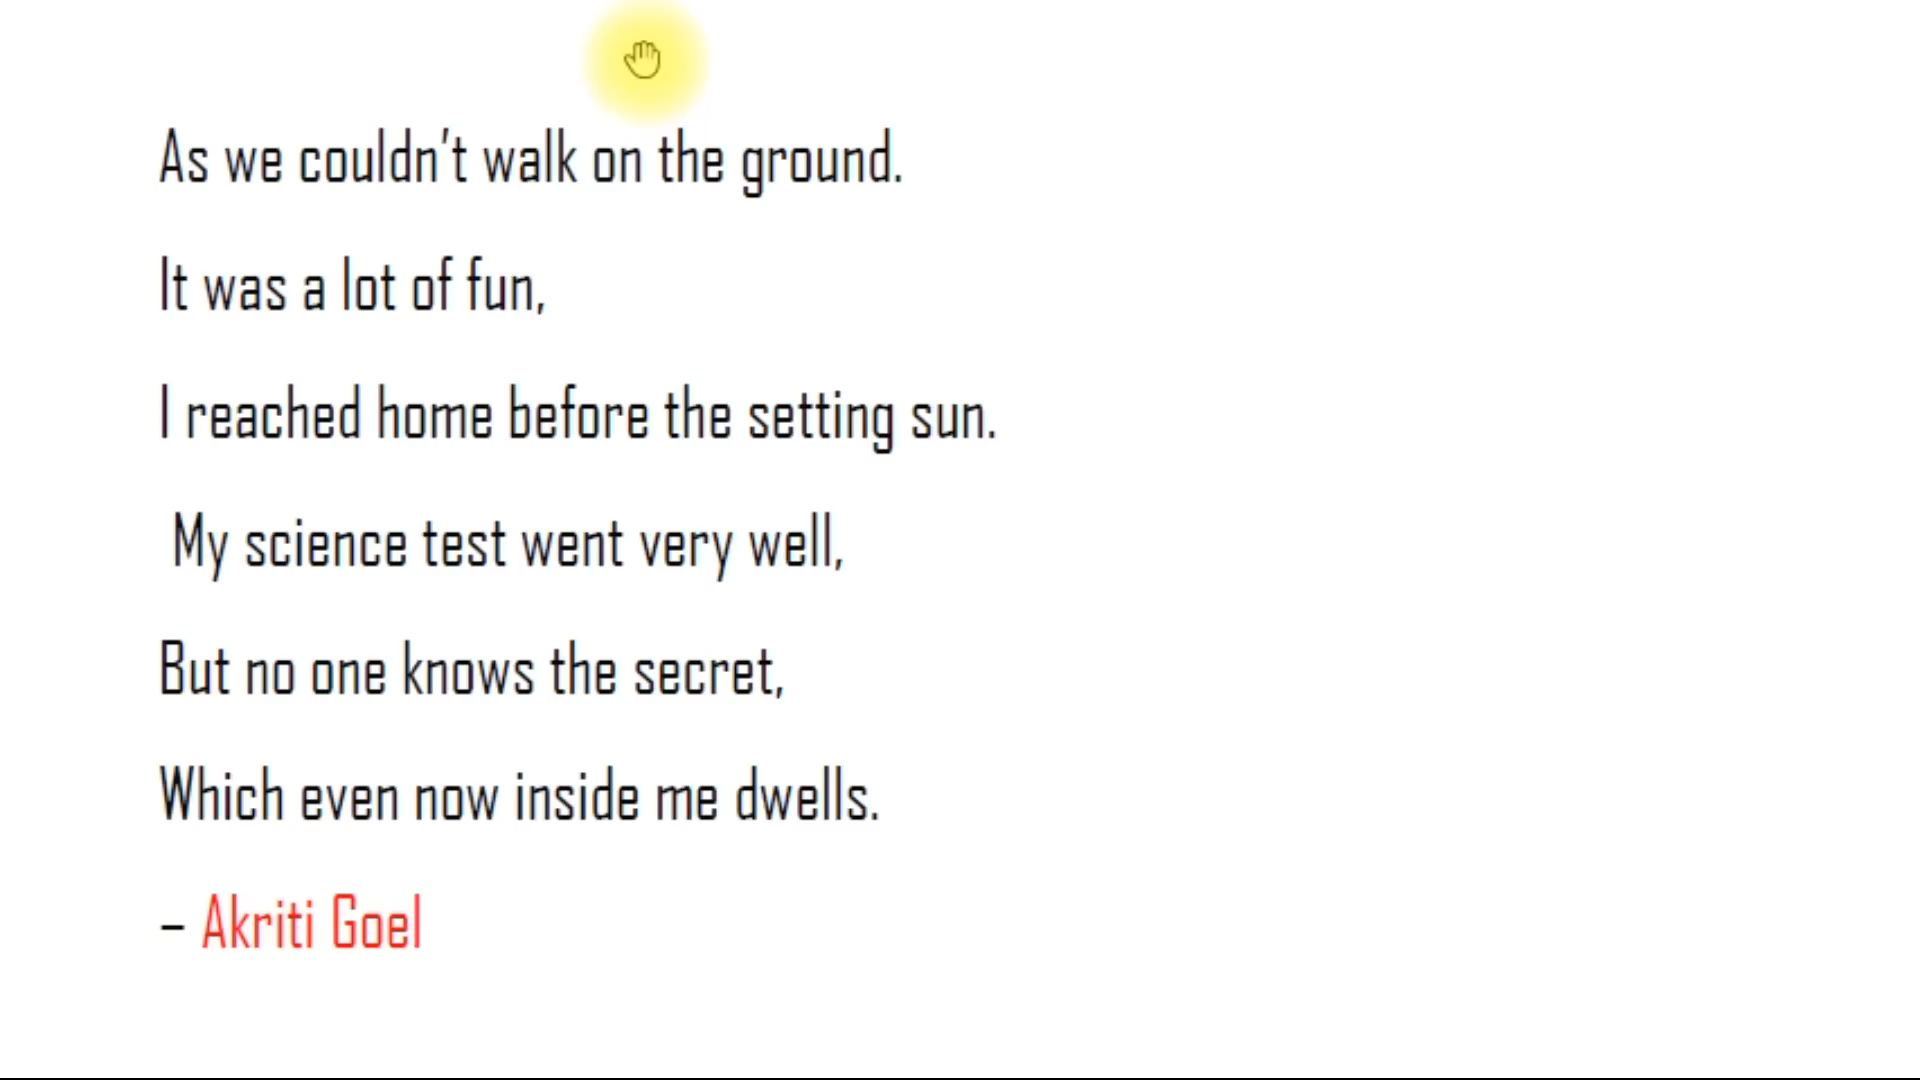 As we couldn't walk on the ground.
It was a lot of fun,
I reached home before the setting sun.
My science test went very well,
But no one knows the secret,
Which even now inside me dwells.
– Akriti Goel